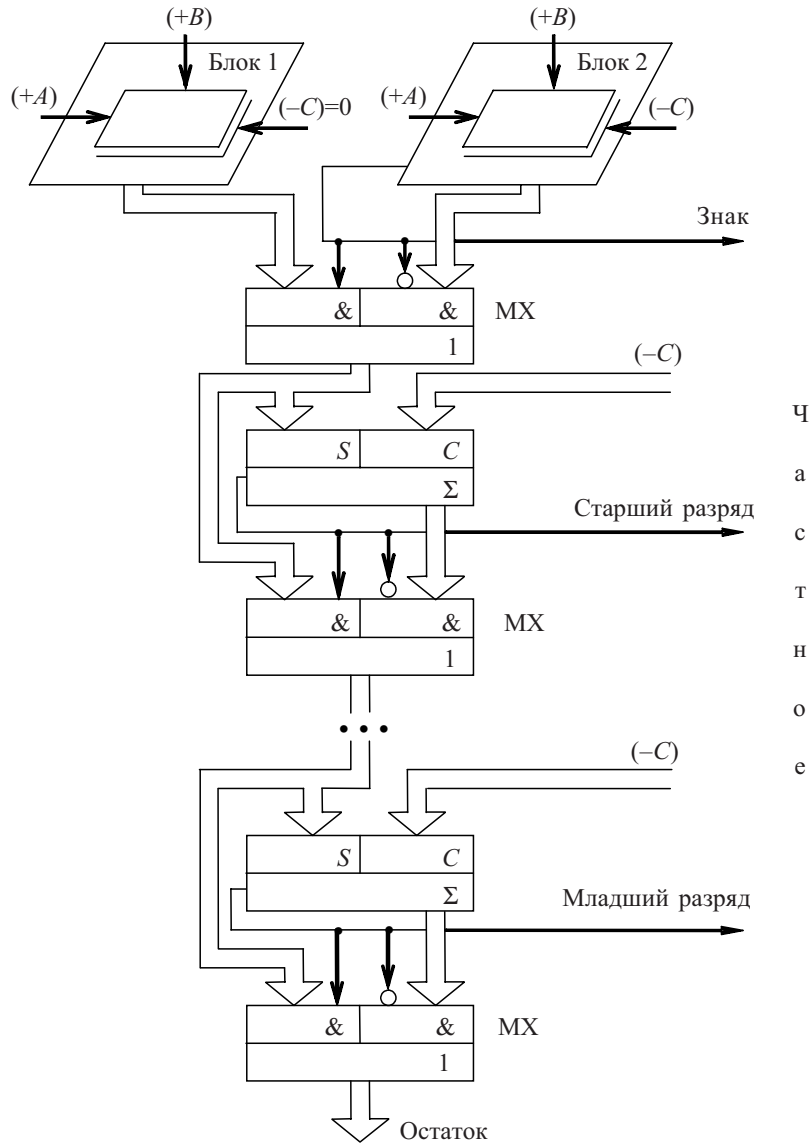 (+B) (+B)
Блок 1 Блок 2
(+A) (–C)=0 (+A) (–C)
Знак
& & MX
1
(–C)
S C
Σ
Старший разряд
& & MX
1
• • •
(–C)
S C
Σ
Младший разряд
& & MX
1
Остаток
Ч
а
с
т
н
о
е